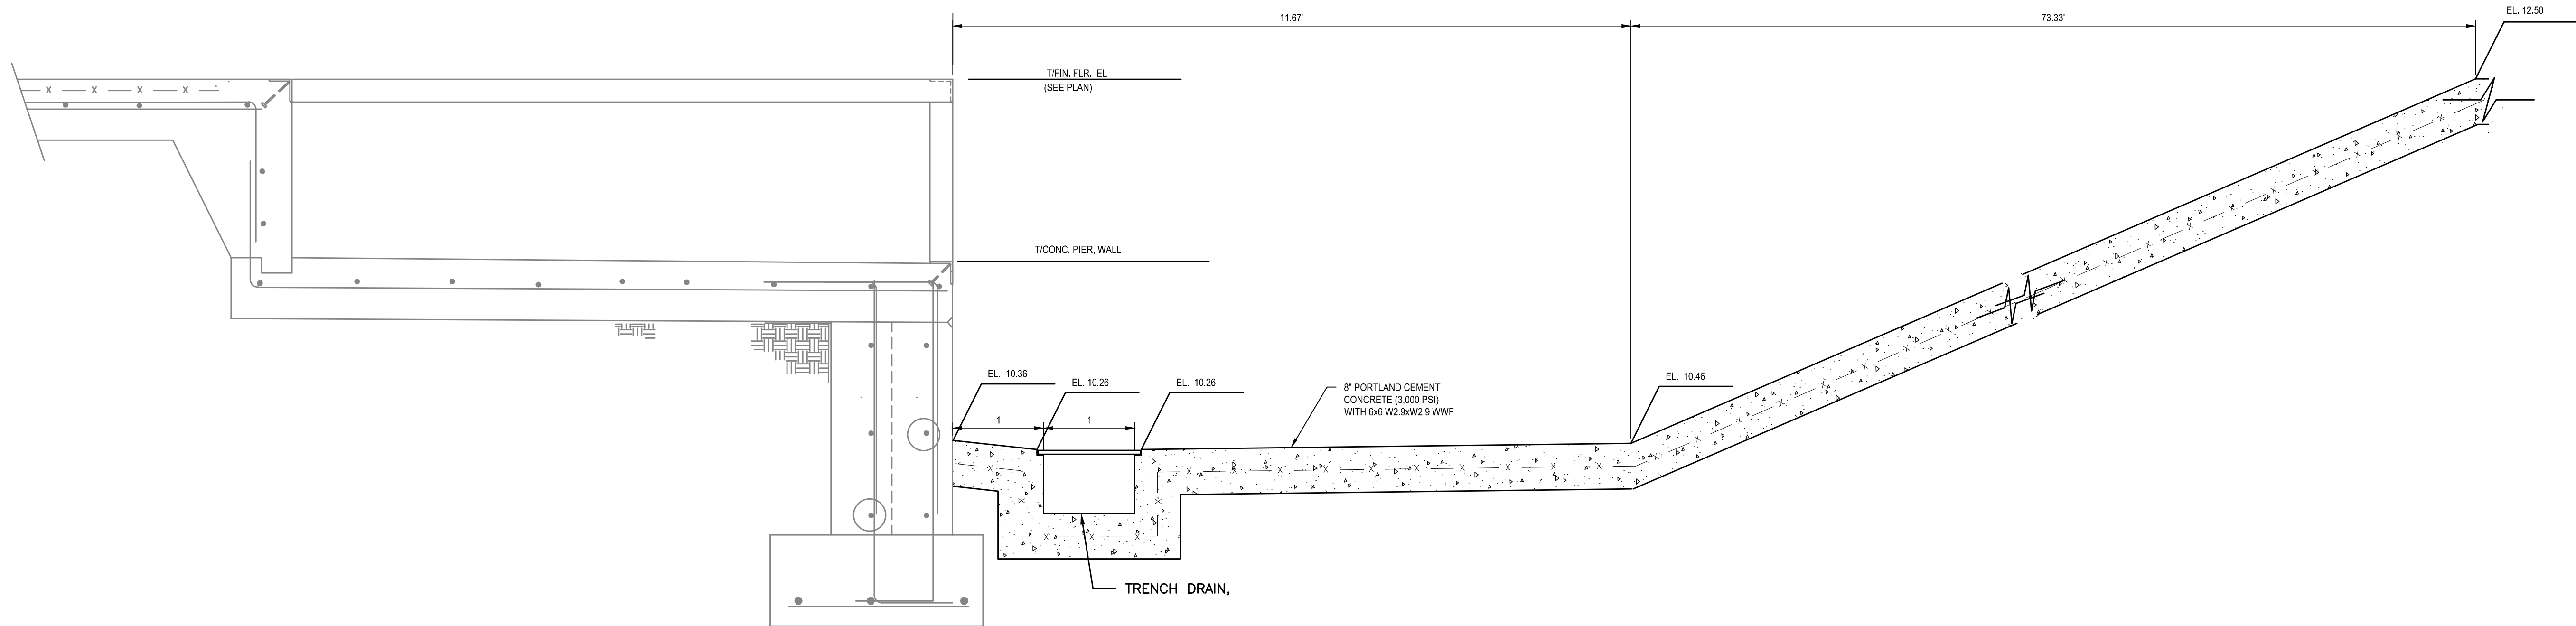 11.67'
73.33'
EL. 12.50
T/FIN. FLR. EL
(SEE PLAN)
T/CONC. PIER, WALL
EL. 10.36
EL. 10.26
EL. 10.26
8" PORTLAND CEMENT
CONCRETE (3,000 PSI)
WITH 6x6 W2.9xW2.9 WWF
EL. 10.46
1
1
TRENCH DRAIN,